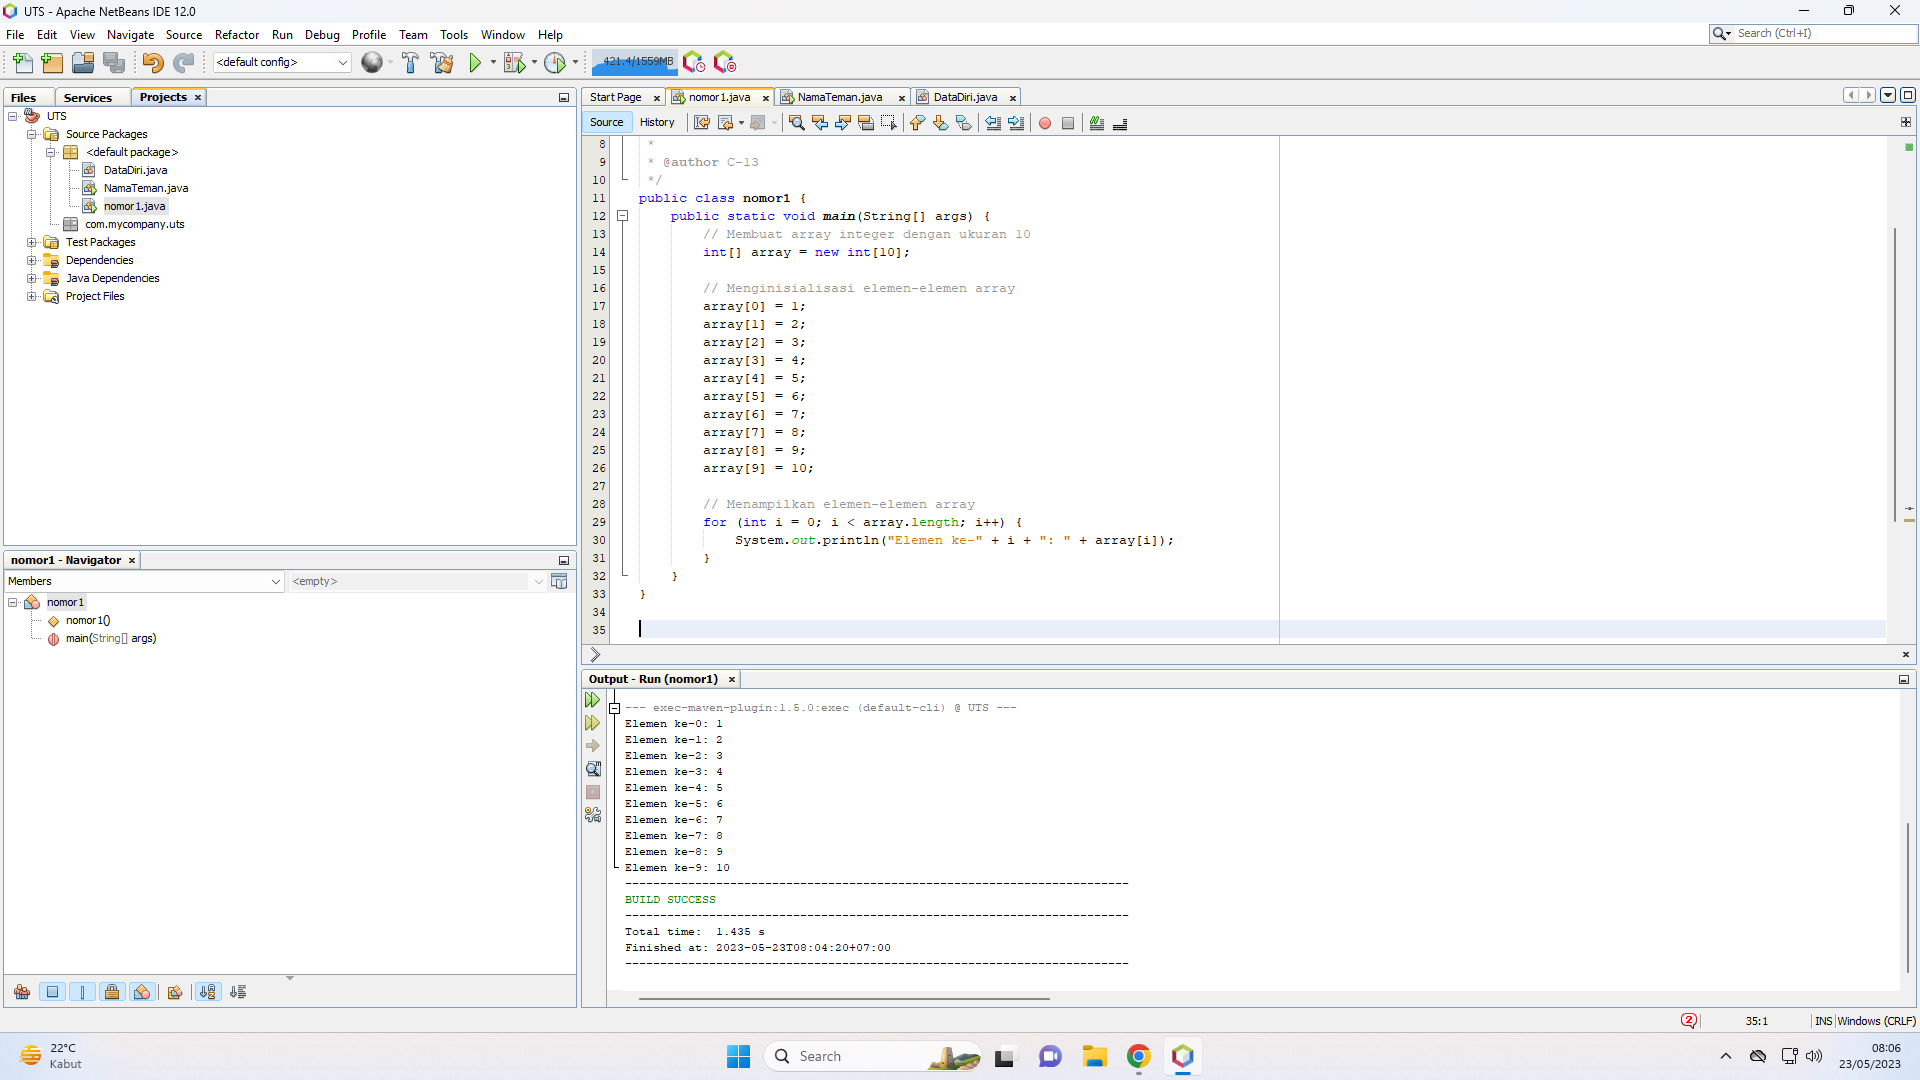 UTS - Apache NetBeans IDE 12.0
File Edit View Navigate Source Refactor Run Debug Profile Team Tools Window Help
Search (Ctrl+I)
<default config>
421.4/1559MB
Files Services Projects
UTS
Source Packages
<default package>
DataDiri.java
NamaTeman.java
nomor1.java
com.mycompany.uts
Test Packages
Dependencies
Java Dependencies
Project Files
nomor1 - Navigator
Members
<empty>
nomor1
nomor1()
main(String[] args)
Start Page nomor1.java NamaTeman.java DataDiri.java
Source History
8 *
9 * @author C-13
10 */
11 public class nomor1 {
12 public static void main(String[] args) {
13 // Membuat array integer dengan ukuran 10
14 int[] array = new int[10];
15
16 // Menginisialisasi elemen-elemen array
17 array[0] = 1;
18 array[1] = 2;
19 array[2] = 3;
20 array[3] = 4;
21 array[4] = 5;
22 array[5] = 6;
23 array[6] = 7;
24 array[7] = 8;
25 array[8] = 9;
26 array[9] = 10;
27
28 // Menampilkan elemen-elemen array
29 for (int i = 0; i < array.length; i++) {
30 System.out.println("Elemen ke-" + i + ": " + array[i]);
31 }
32 }
33 }
34
35
Output - Run (nomor1)
--- exec-maven-plugin:1.5.0:exec (default-cli) @ UTS ---
Elemen ke-0: 1
Elemen ke-1: 2
Elemen ke-2: 3
Elemen ke-3: 4
Elemen ke-4: 5
Elemen ke-5: 6
Elemen ke-6: 7
Elemen ke-7: 8
Elemen ke-8: 9
Elemen ke-9: 10
------------------------------------------------------------------------
BUILD SUCCESS
------------------------------------------------------------------------
Total time: 1.435 s
Finished at: 2023-05-23T08:04:20+07:00
------------------------------------------------------------------------
2
35:1
INS Windows (CRLF)
22°C
Kabut
Search
08:06
23/05/2023